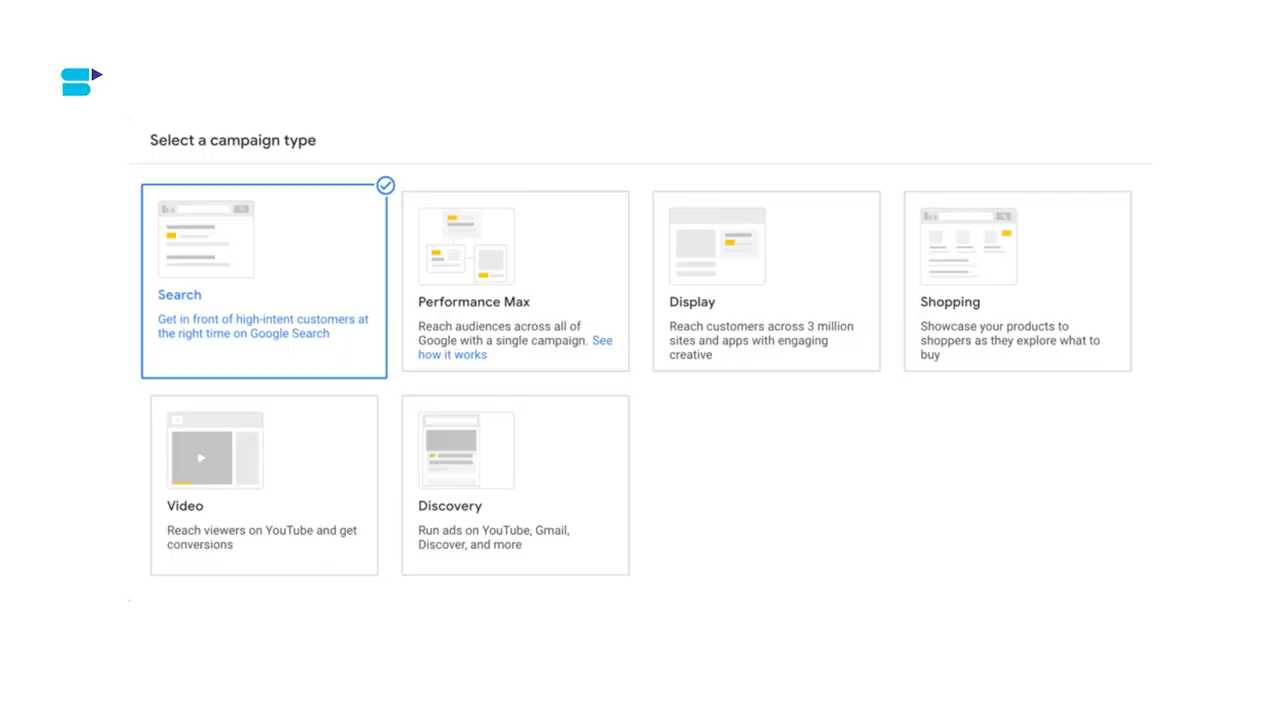 Select a campaign type
Search
Get in front of high-intent customers at
the right time on Google Search
Performance Max
Reach audiences across all of
Google with a single campaign. See
how it works
Display
Reach customers across 3 million
sites and apps with engaging
creative
Shopping
Showcase your products to
shoppers as they explore what to
buy
Video
Reach viewers on YouTube and get
conversions
Discovery
Run ads on YouTube, Gmail,
Discover, and more